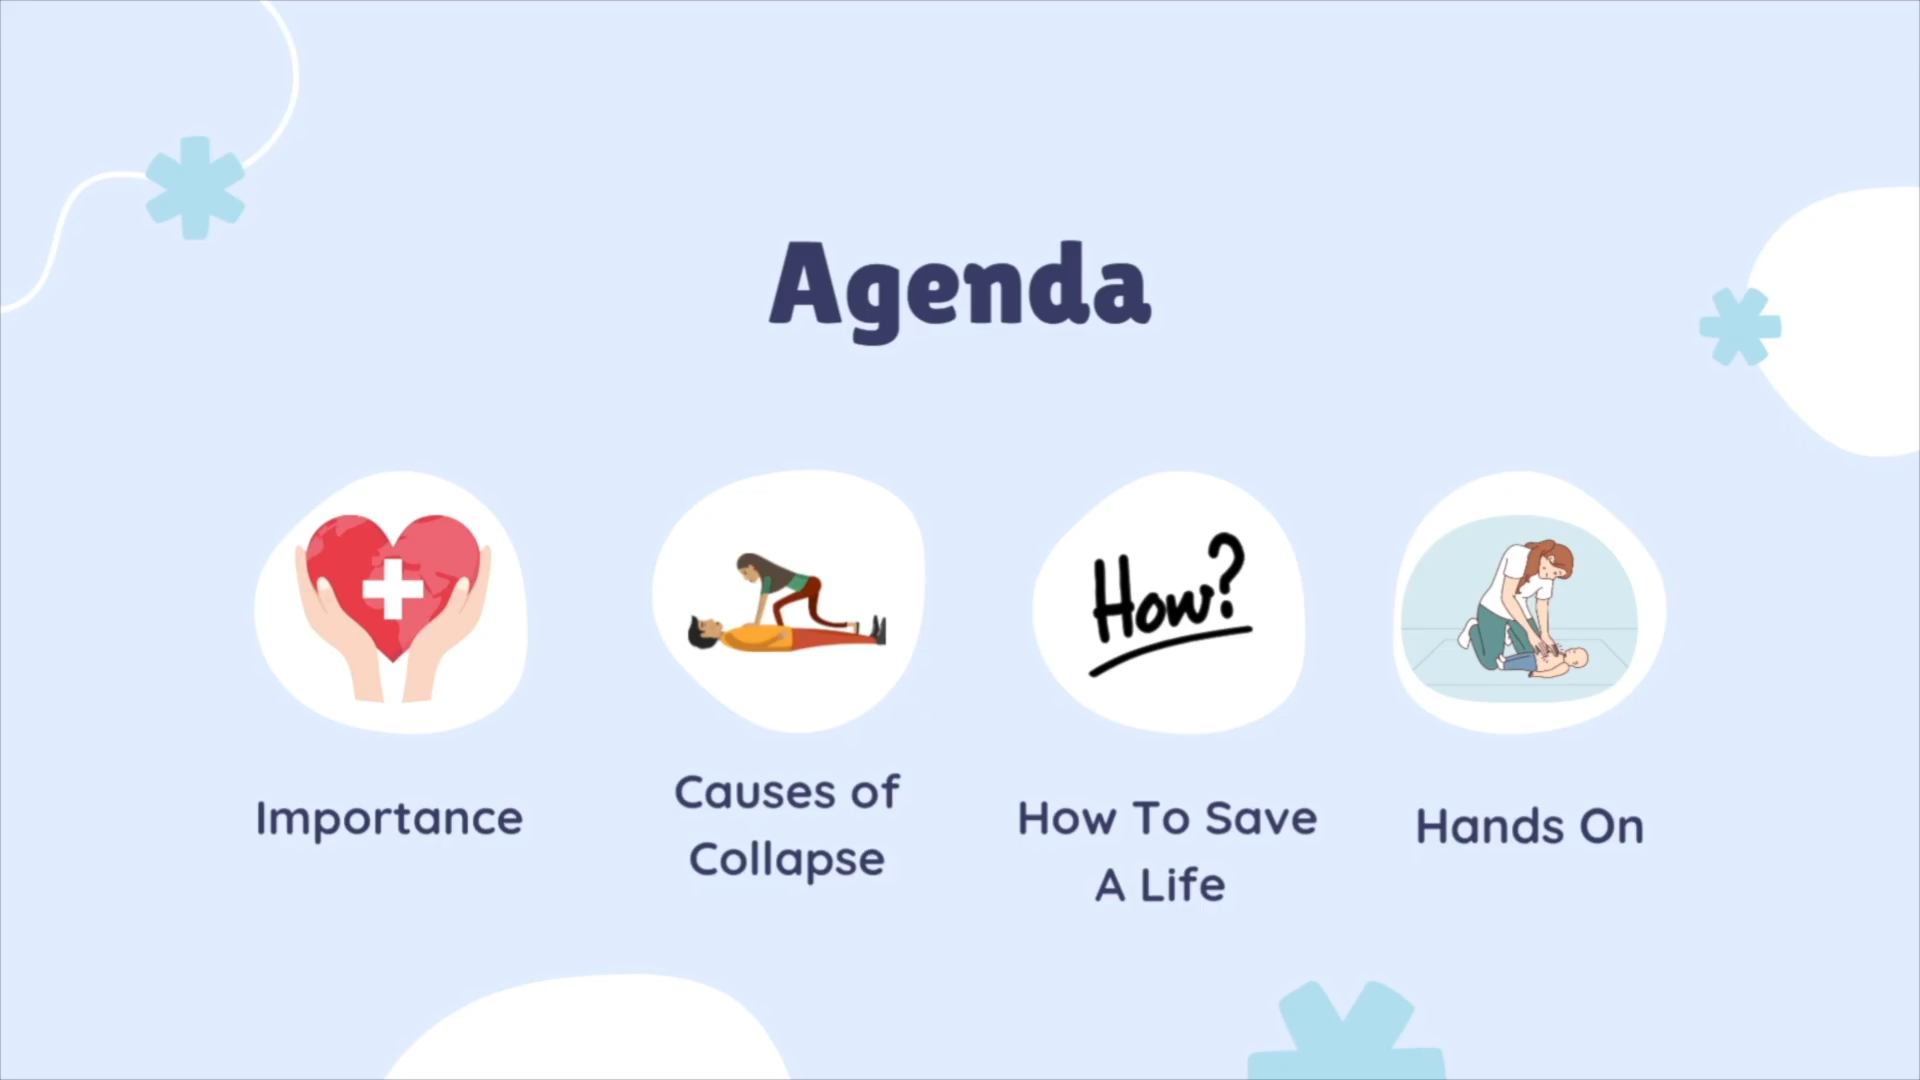 Agenda
How?
Importance
Causes of
Collapse
How To Save
A Life
Hands On